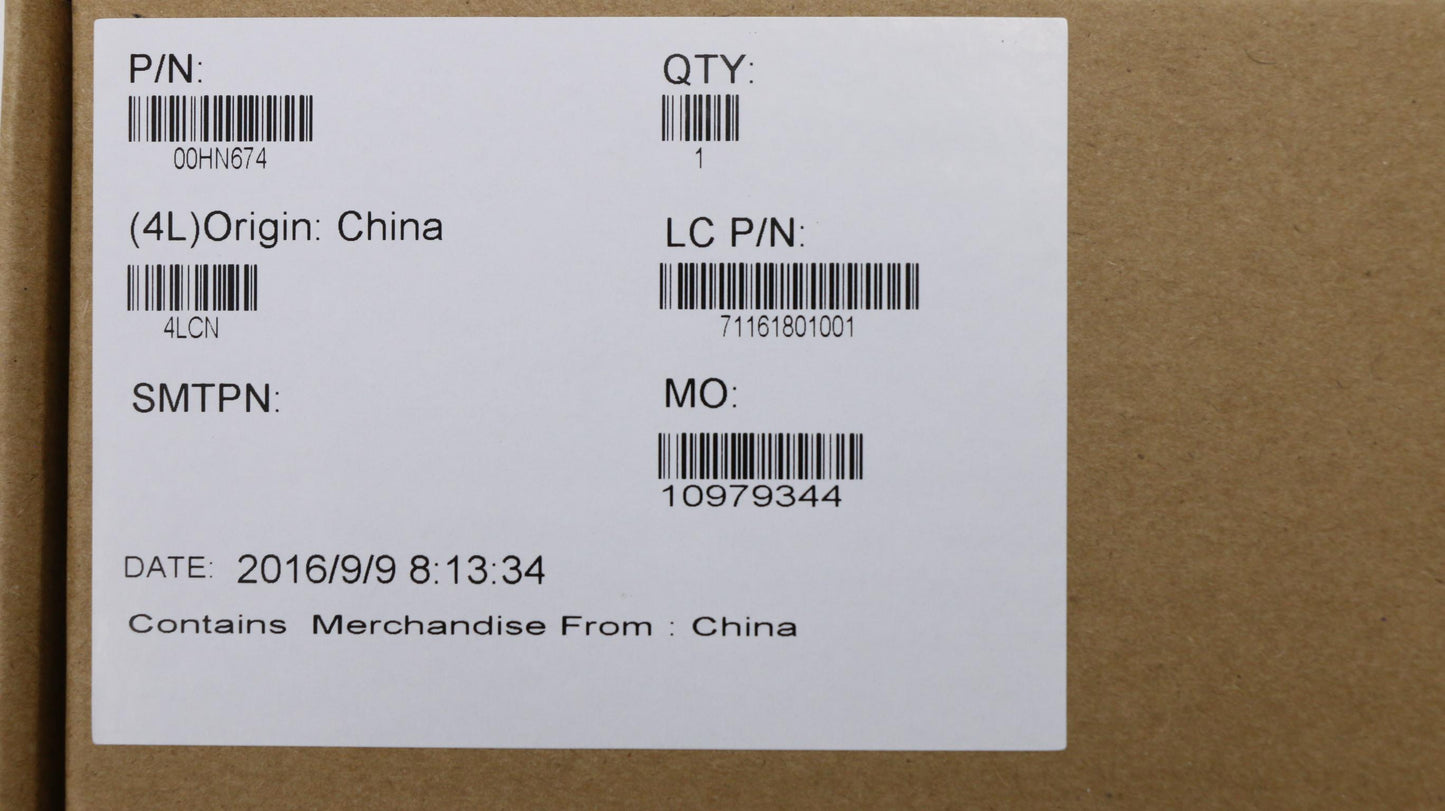 P/N:
00HN674
QTY:
1
(4L)Origin: China
4LCN
LC P/N:
71161801001
SMTPN:
MO:
10979344
DATE: 2016/9/9 8:13:34
Contains Merchandise From : China